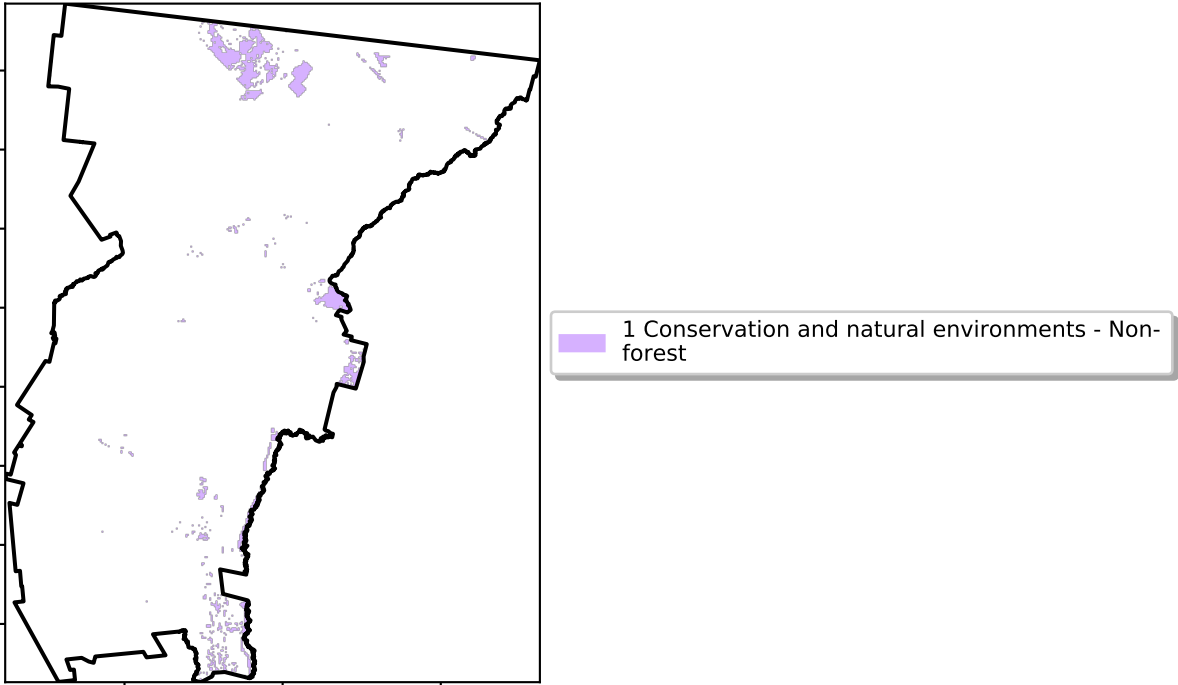 1 Conservation and natural environments - Non-
forest